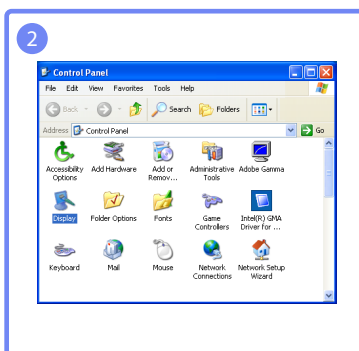 2
Control Panel
File Edit View Favorites Tools Help
Back Search Folders
Address Control Panel Go
Accessibility Options
Add Hardware
Add or Remov...
Administrative Tools
Adobe Gamma
Display
Folder Options
Fonts
Game Controllers
Intel(R) GMA Driver for ...
Keyboard
Mail
Mouse
Network Connections
Network Setup Wizard